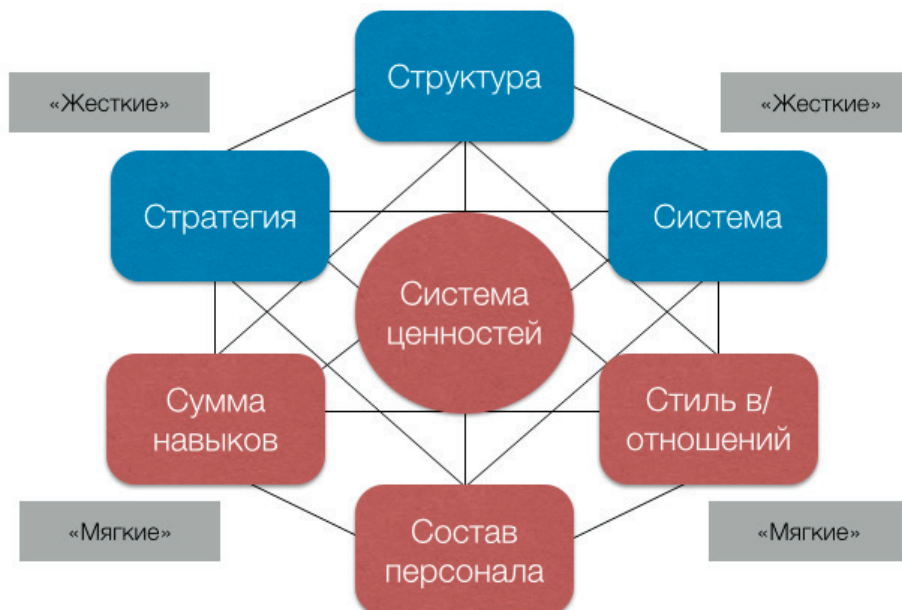 Структура
«Жесткие»
«Жесткие»
Стратегия
Система
Система
ценностей
Сумма
навыков
Стиль в/
отношений
«Мягкие»
«Мягкие»
Состав
персонала